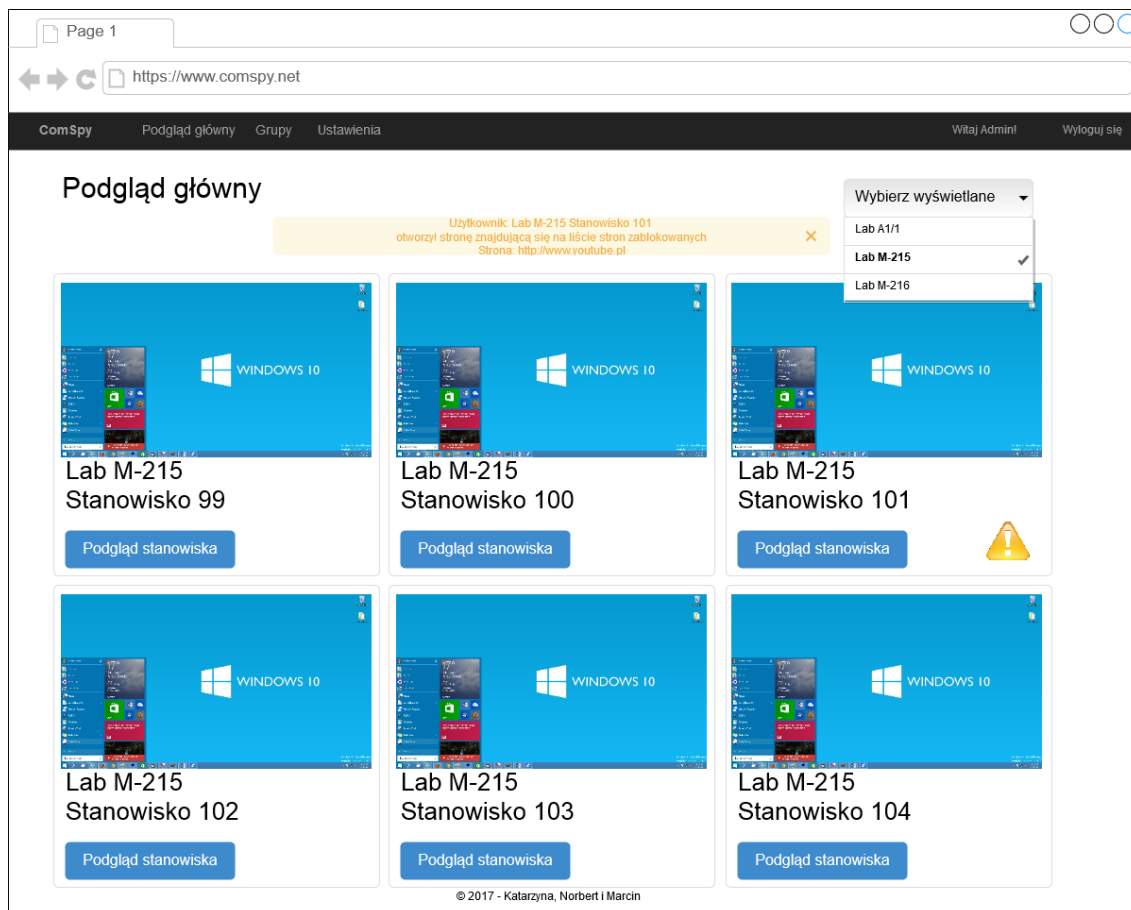 Page 1
https://www.comspy.net
ComSpy Podgląd główny Grupy Ustawienia Witaj Admin! Wyloguj się
Podgląd główny
Wybierz wyświetlane
Lab A1/1
Lab M-215
Lab M-216
Użytkownik: Lab M-215 Stanowisko 101
otworzył stronę znajdującą się na liście stron zablokowanych
Strona: http://www.youtube.pl
WINDOWS 10
Lab M-215
Stanowisko 99
Podgląd stanowiska
WINDOWS 10
Lab M-215
Stanowisko 100
Podgląd stanowiska
WINDOWS 10
Lab M-215
Stanowisko 101
Podgląd stanowiska
WINDOWS 10
Lab M-215
Stanowisko 102
Podgląd stanowiska
WINDOWS 10
Lab M-215
Stanowisko 103
Podgląd stanowiska
WINDOWS 10
Lab M-215
Stanowisko 104
Podgląd stanowiska
© 2017 - Katarzyna, Norbert i Marcin